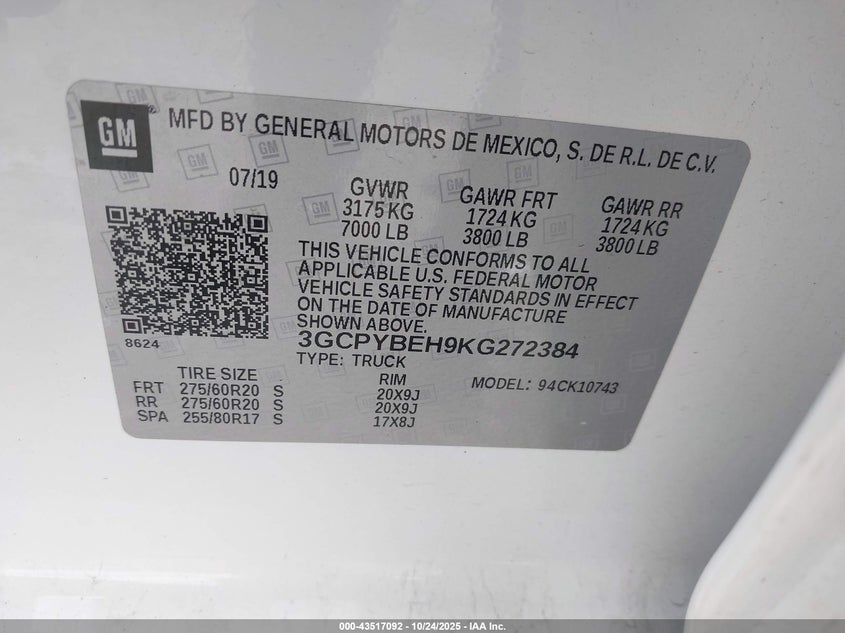 GM
MFD BY GENERAL MOTORS DE MEXICO, S. DE R.L. DE C.V.
07/19
GVWR
3175 KG
7000 LB
GAWR FRT
1724 KG
3800 LB
GAWR RR
1724 KG
3800 LB
THIS VEHICLE CONFORMS TO ALL
APPLICABLE U.S. FEDERAL MOTOR
VEHICLE SAFETY STANDARDS IN EFFECT
ON THE DATE OF MANUFACTURE
SHOWN ABOVE.
8624
3GCPYBEH9KG272384
TYPE: TRUCK
MODEL: 94CK10743
TIRE SIZE RIM
FRT 275/60R20 S 20X9J
RR 275/60R20 S 20X9J
SPA 255/80R17 S 17X8J
000-43517092 - 10/24/2025 - IAA Inc.